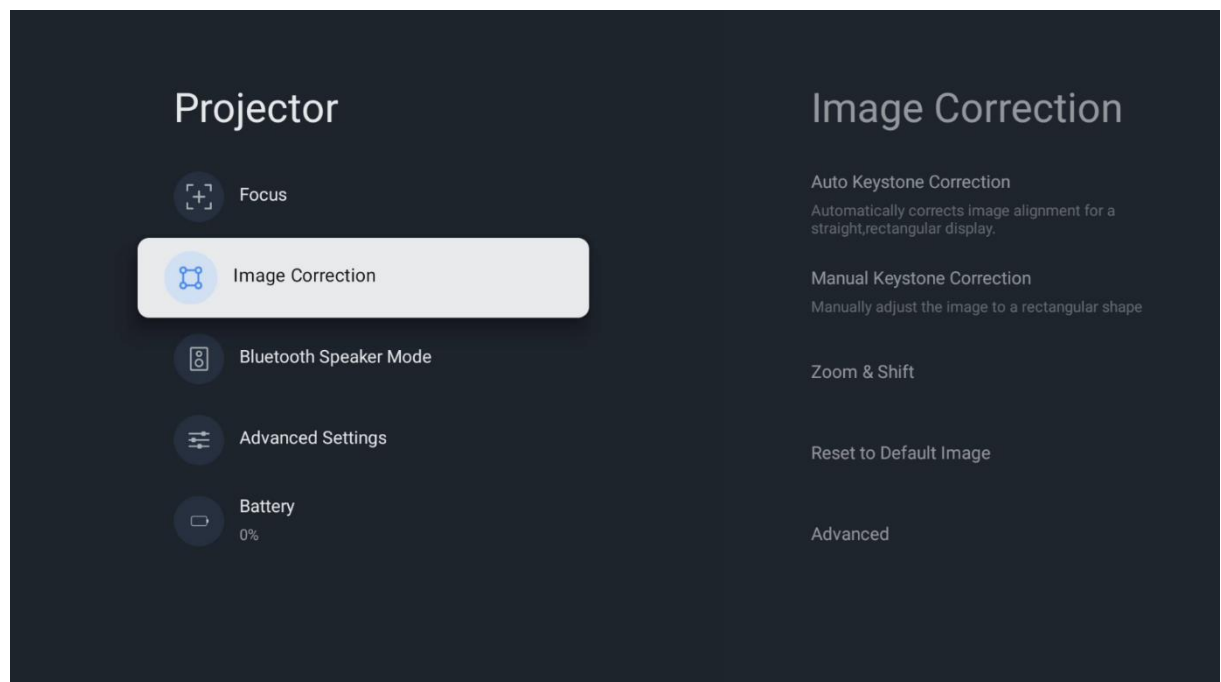 Projector
Focus
Image Correction
Bluetooth Speaker Mode
Advanced Settings
Battery
0%
Image Correction
Auto Keystone Correction
Automatically corrects image alignment for a
straight,rectangular display.
Manual Keystone Correction
Manually adjust the image to a rectangular shape
Zoom & Shift
Reset to Default Image
Advanced